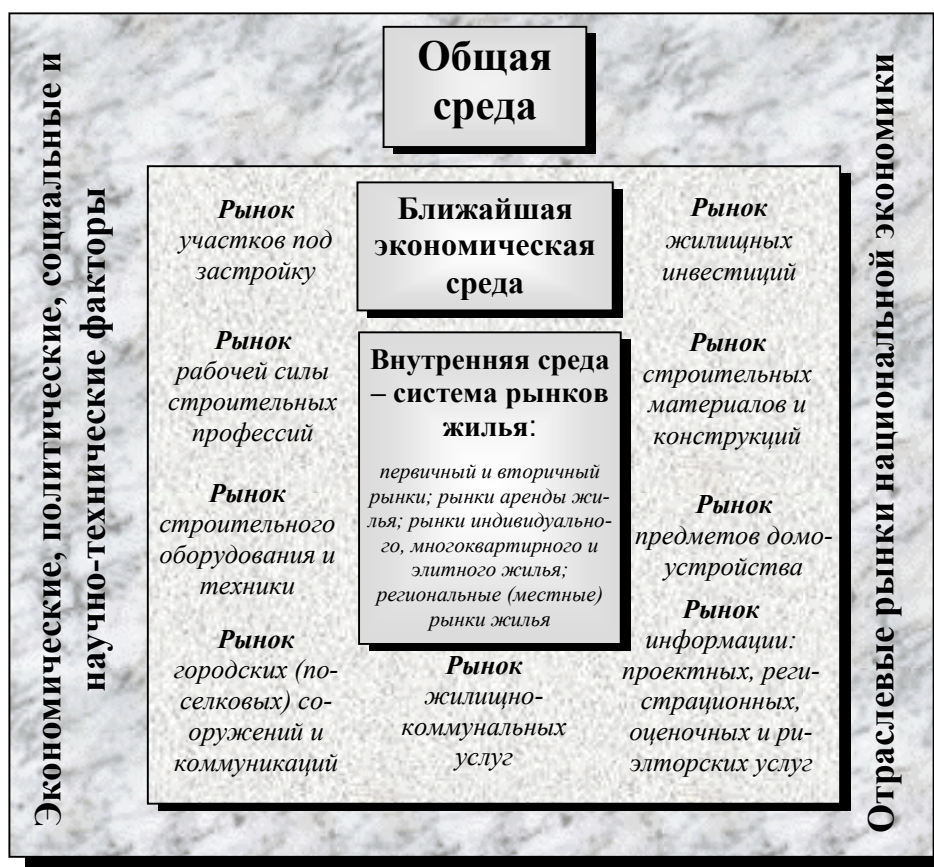 Общая
среда
Экономические, политические, социальные и
научно-технические факторы
Ближайшая
экономическая
среда
Рынок
участков под
застройку
Рынок
рабочей силы
строительных
профессий
Рынок
строительного
оборудования и
техники
Рынок
городских (по-
селковых) со-
оружений и
коммуникаций
Внутренняя среда
– система рынков
жилья:
первичный и вторичный
рынки; рынки аренды жи-
лья; рынки индивидуально-
го, многоквартирного и
элитного жилья;
региональные (местные)
рынки жилья
Рынок
жилищно-
коммунальных
услуг
Рынок
жилищных
инвестиций
Рынок
строительных
материалов и
конструкций
Рынок
предметов домо-
устройства
Рынок
информации:
проектных, реги-
страционных,
оценочных и ри-
элторских услуг
Отраслевые рынки национальной экономики